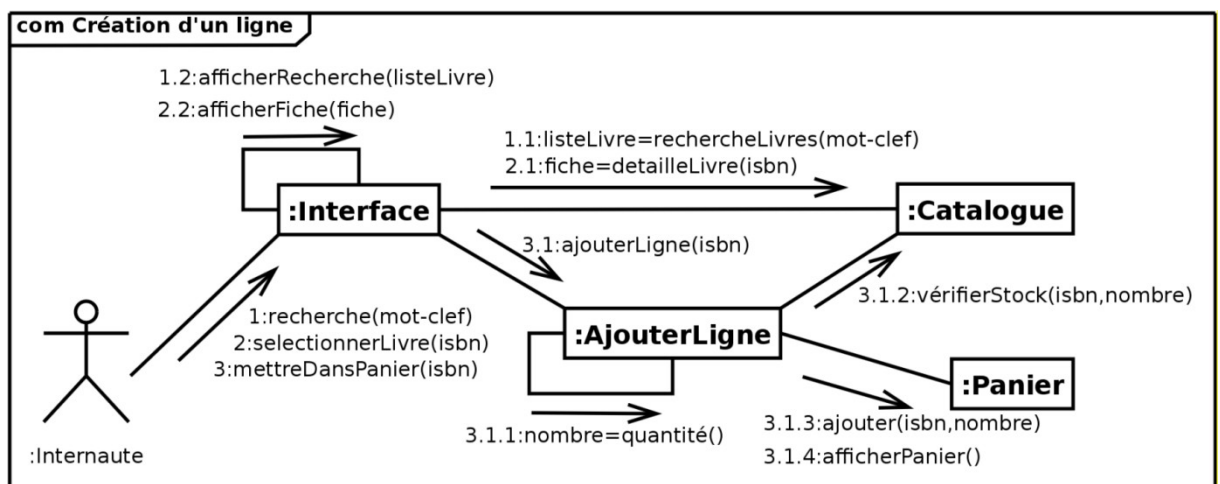 com Création d'un ligne
1.2:afficherRecherche(listeLivre)
2.2:afficherFiche(fiche)
1.1:listeLivre=rechercheLivres(mot-clef)
2.1:fiche=detailleLivre(isbn)
:Interface
:Catalogue
3.1:ajouterLigne(isbn)
3.1.2:vérifierStock(isbn,nombre)
1:recherche(mot-clef)
2:selectionnerLivre(isbn)
3:mettreDansPanier(isbn)
:AjouterLigne
:Panier
3.1.1:nombre=quantité()
3.1.3:ajouter(isbn,nombre)
3.1.4:afficherPanier()
:Internaute